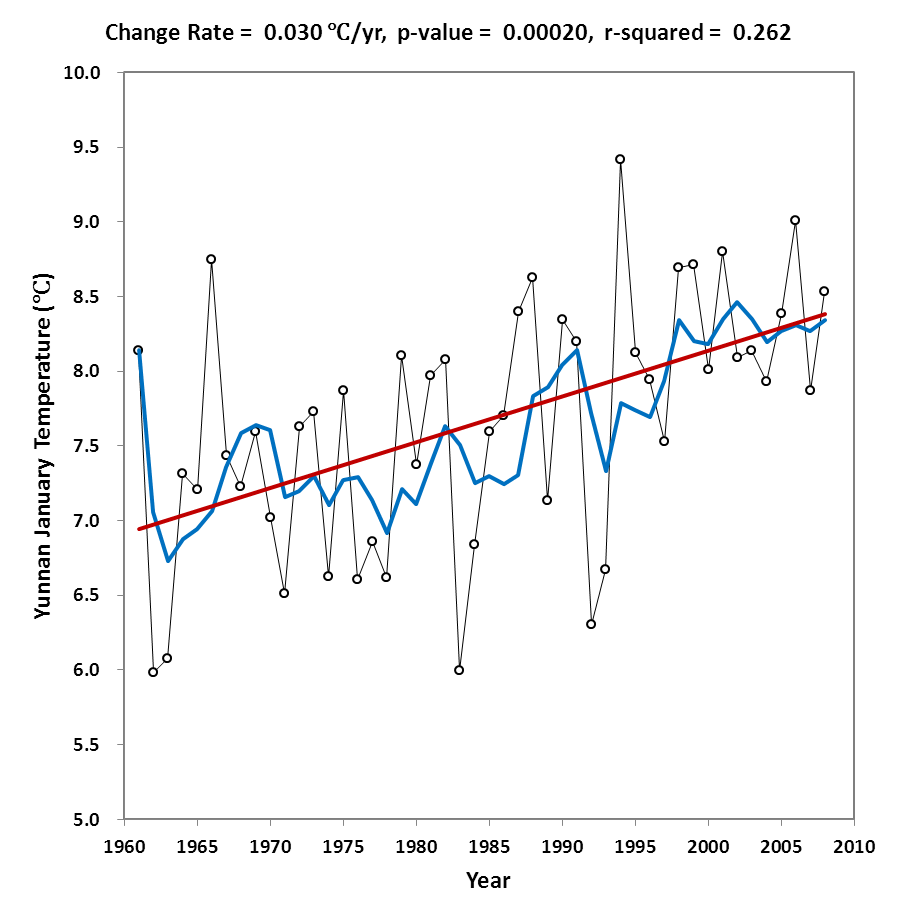 Change Rate = 0.030 ℃/yr, p-value = 0.00020, r-squared = 0.262
Yunnan January Temperature (℃)
10.0
9.5
9.0
8.5
8.0
7.5
7.0
6.5
6.0
5.5
5.0
1960 1965 1970 1975 1980 1985 1990 1995 2000 2005 2010
Year